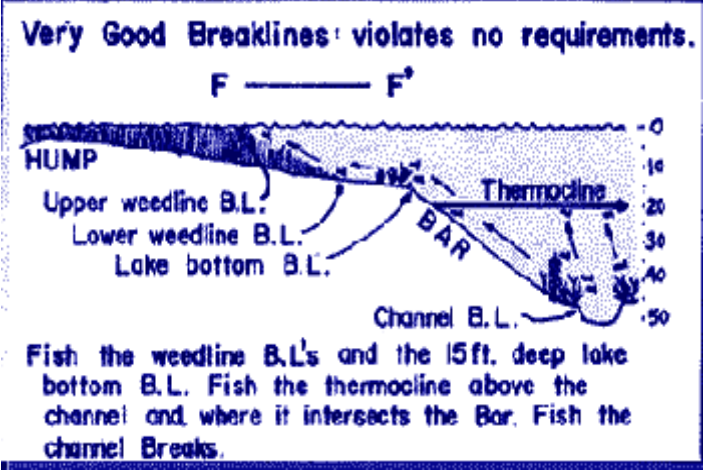 Very Good Breaklines: violates no requirements.
F —— F'
HUMP
Upper weedline B.L.
Lower weedline B.L.
Lake bottom B.L.
BAR
Thermocline
Channel B.L.
0
10
20
30
40
50
Fish the weedline B.L's and the 15ft. deep lake
bottom B.L. Fish the thermocline above the
channel and where it intersects the Bar. Fish the
channel Breaks.